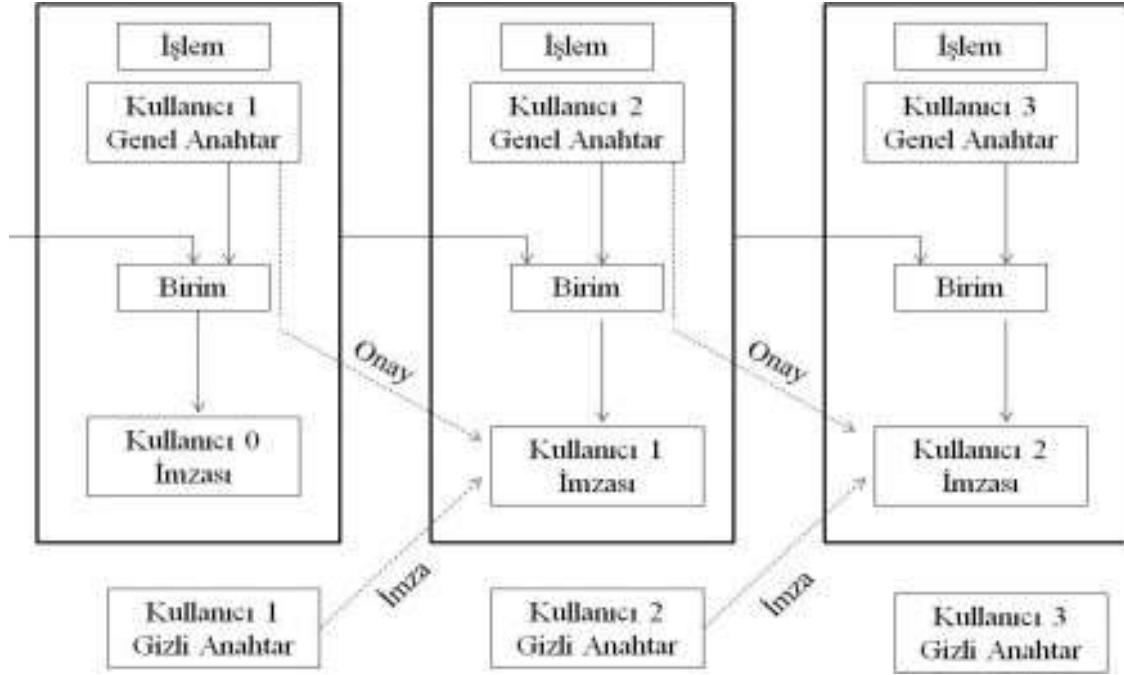 İşlem
Kullanıcı 1
Genel Anahtar
Birim
Kullanıcı 0
İmzası
İşlem
Kullanıcı 2
Genel Anahtar
Birim
Kullanıcı 1
İmzası
İşlem
Kullanıcı 3
Genel Anahtar
Birim
Kullanıcı 2
İmzası
Onay
Onay
İmza
İmza
Kullanıcı 1
Gizli Anahtar
Kullanıcı 2
Gizli Anahtar
Kullanıcı 3
Gizli Anahtar